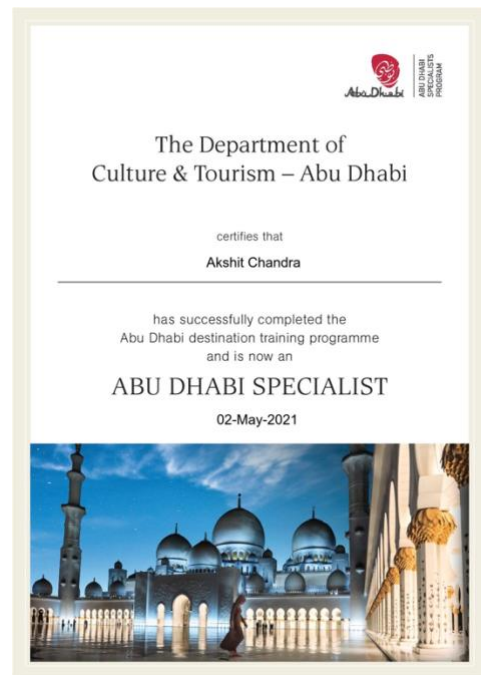 Abu Dhabi
ABU DHABI
SPECIALISTS
PROGRAM
The Department of
Culture & Tourism – Abu Dhabi
certifies that
Akshit Chandra
has successfully completed the
Abu Dhabi destination training programme
and is now an
ABU DHABI SPECIALIST
02-May-2021